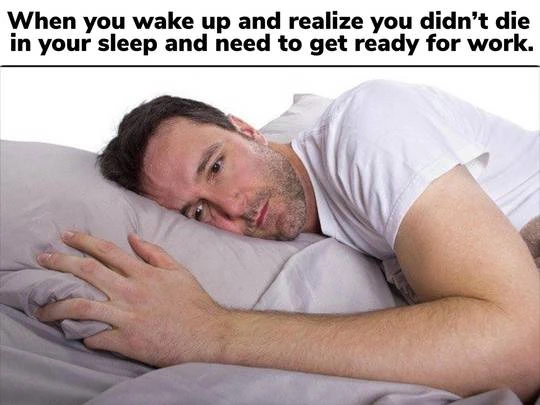 When you wake up and realize you didn’t die
in your sleep and need to get ready for work.